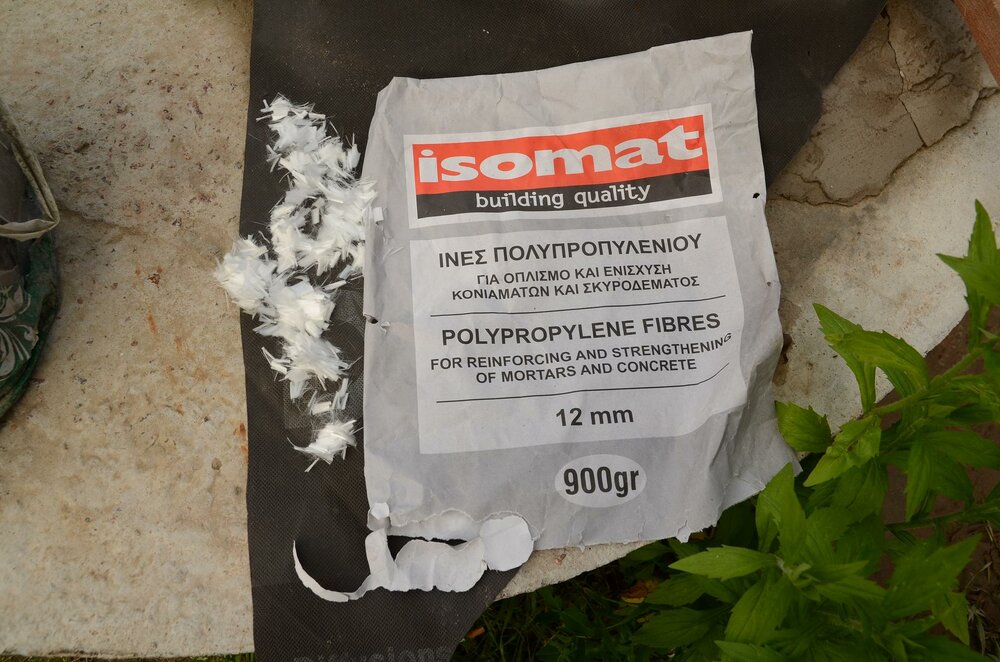 isomat
building quality
ΙΝΕΣ ΠΟΛΥΠΡΟΠΥΛΕΝΙΟΥ
ΓΙΑ ΟΠΛΙΣΜΟ ΚΑΙ ΕΝΙΣΧΥΣΗ
ΚΟΝΙΑΜΑΤΩΝ ΚΑΙ ΣΚΥΡΟΔΕΜΑΤΟΣ
POLYPROPYLENE FIBRES
FOR REINFORCING AND STRENGTHENING
OF MORTARS AND CONCRETE
12 mm
900gr